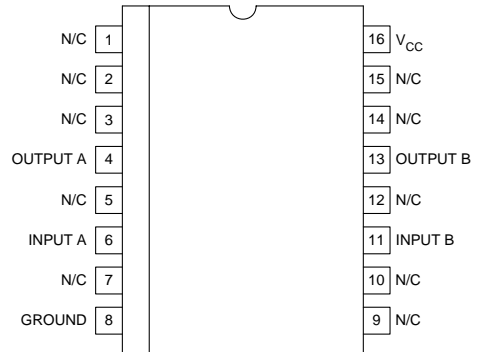 N/C 1 16 VCC
N/C 2 15 N/C
N/C 3 14 N/C
OUTPUT A 4 13 OUTPUT B
N/C 5 12 N/C
INPUT A 6 11 INPUT B
N/C 7 10 N/C
GROUND 8 9 N/C